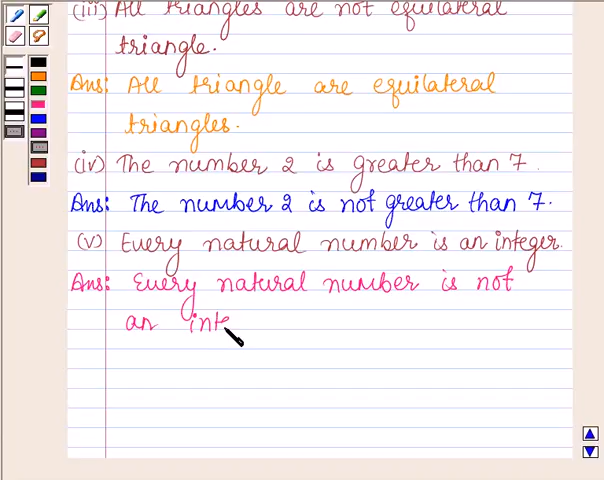 (iii) All triangles are not equilateral
triangle.
Ans: All triangle are equilateral
triangles.
(iv) The number 2 is greater than 7.
Ans: The number 2 is not greater than 7.
(v) Every natural number is an integer.
Ans: Every natural number is not
an inte